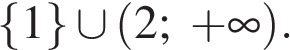 {1} ∪ (2; +∞).